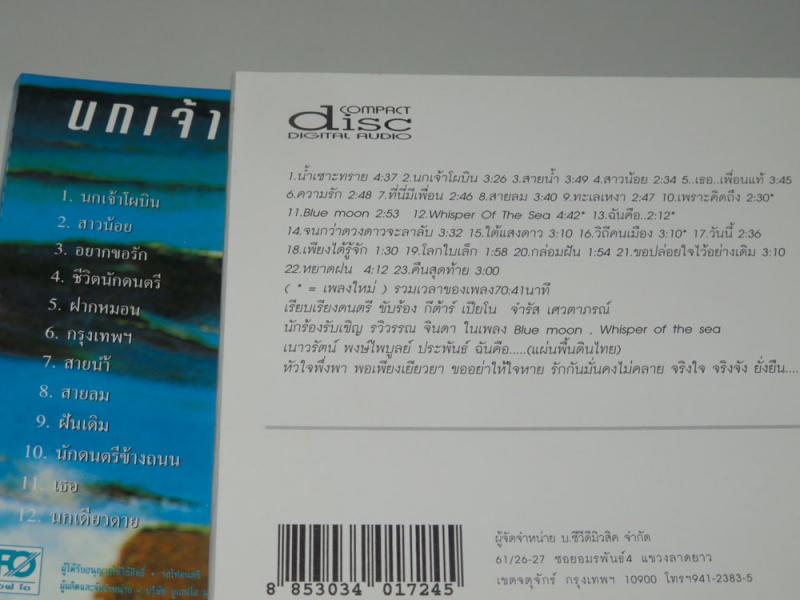 นกเจ้า
1. นกเจ้าโผบิน
2. สาวน้อย
3. อยากขอรัก
4. ชีวิตนักดนตรี
5. ฝากหมอน
6. กรุงเทพฯ
7. สายน้ำ
8. สายลม
9. ฝันเดิม
10. นักดนตรีข้างถนน
11. เธอ
12. นกเดียวดาย
COMPACT
disc
DIGITAL AUDIO
1.น้ำเซาะทราย 4:37 2.นกเจ้าโผบิน 3:26 3.สายน้ำ 3:49 4.สาวน้อย 2:34 5..เธอ..เพื่อนแท้ 3:45
6.ความรัก 2:48 7.ที่นี่มีเพื่อน 2:46 8.สายลม 3:40 9.ทะเลเหงา 2:47 10.เพราะคิดถึง 2:30*
11.Blue moon 2:53 12.Whisper Of The Sea 4:42* 13.ฉันคือ..2:12*
14.จนกว่าดวงดาวจะลาลับ 3:32 15.ใต้แสงดาว 3:10 16.วิถีคนเมือง 3:10* 17.วันนี้ 2:36
18.เพียงได้รู้จัก 1:30 19.โลกใบเล็ก 1:58 20.กล่อมฝัน 1:54 21.ขอปล่อยใจไว้อย่างเดิม 3:10
22.หยาดฝน 4:12 23.คืนสุดท้าย 3:00
( * = เพลงใหม่ ) รวมเวลาของเพลง70:41นาที
เรียบเรียงดนตรี ขับร้อง กีต้าร์ เปียโน จำรัส เศวตาภรณ์
นักร้องรับเชิญ รวิวรรณ จินดา ในเพลง Blue moon . Whisper of the sea
เนาวรัตน์ พงษ์ไพบูลย์ ประพันธ์ ฉันคือ.....(แผ่นพื้นดินไทย)
หัวใจพึ่งพา พอเพียงเยียวยา ขออย่าให้ใจหาย รักกันมั่นคงไม่คลาย จริงใจ จริงจัง ยั่งยืน....
8 853034 017245
ผู้จัดจำหน่าย บ.ซีวีดีมิวสิค จำกัด
61/26-27 ซอยอมรพันธ์4 แขวงลาดยาว
เขตจตุจักร์ กรุงเทพฯ 10900 โทรฯ941-2383-5